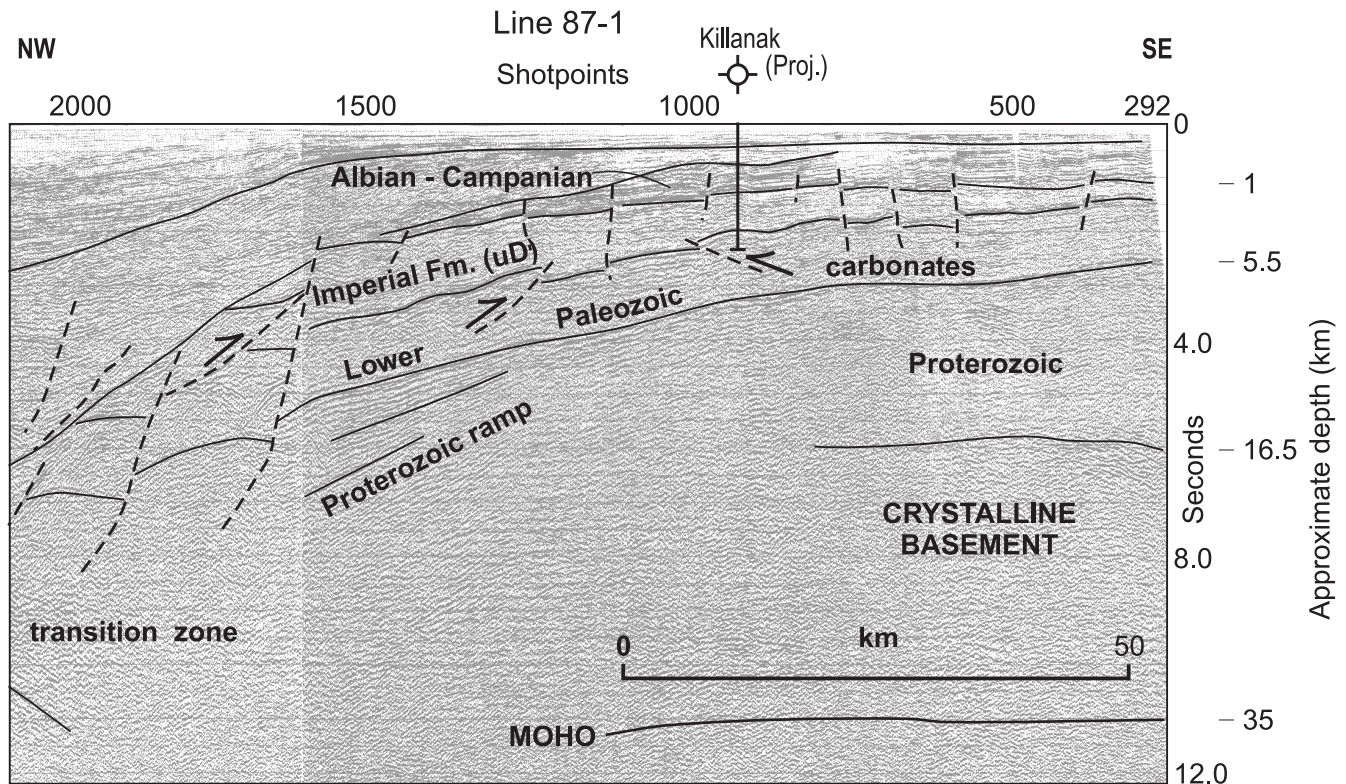 Line 87-1
NW
Killanak
(Proj.)
SE
Shotpoints
2000
1500
1000
500
292
0
Albian - Campanian
1
Imperial Fm. (uD)
carbonates
5.5
Paleozoic
Lower
4.0
Proterozoic
Proterozoic ramp
16.5
Seconds
Approximate depth (km)
CRYSTALLINE
BASEMENT
8.0
transition zone
km
0
50
MOHO
35
12.0